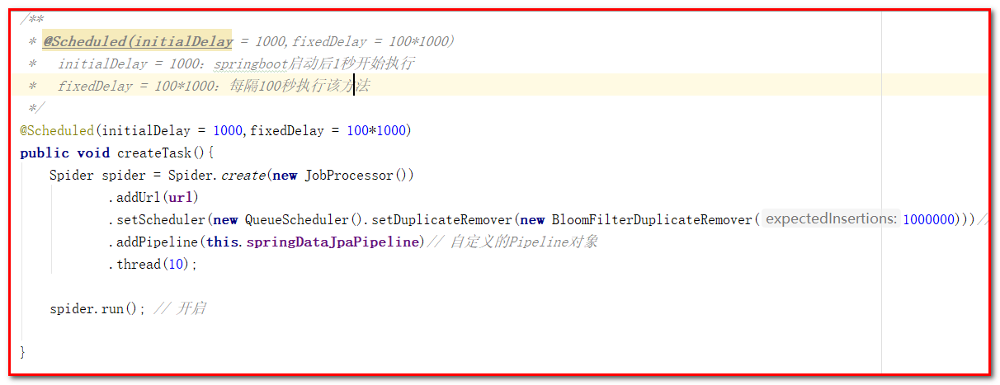 /**
 * @Scheduled(initialDelay = 1000,fixedDelay = 100*1000)
 *   initialDelay = 1000：springboot启动后1秒开始执行
 *   fixedDelay = 100*1000：每隔100秒执行该方法
 */
@Scheduled(initialDelay = 1000,fixedDelay = 100*1000)
public void createTask(){
    Spider spider = Spider.create(new JobProcessor())
            .addUrl(url)
            .setScheduler(new QueueScheduler().setDuplicateRemover(new BloomFilterDuplicateRemover( expectedInsertions: 1000000)))//
            .addPipeline(this.springDataJpaPipeline)// 自定义的Pipeline对象
            .thread(10);
    spider.run(); // 开启
}